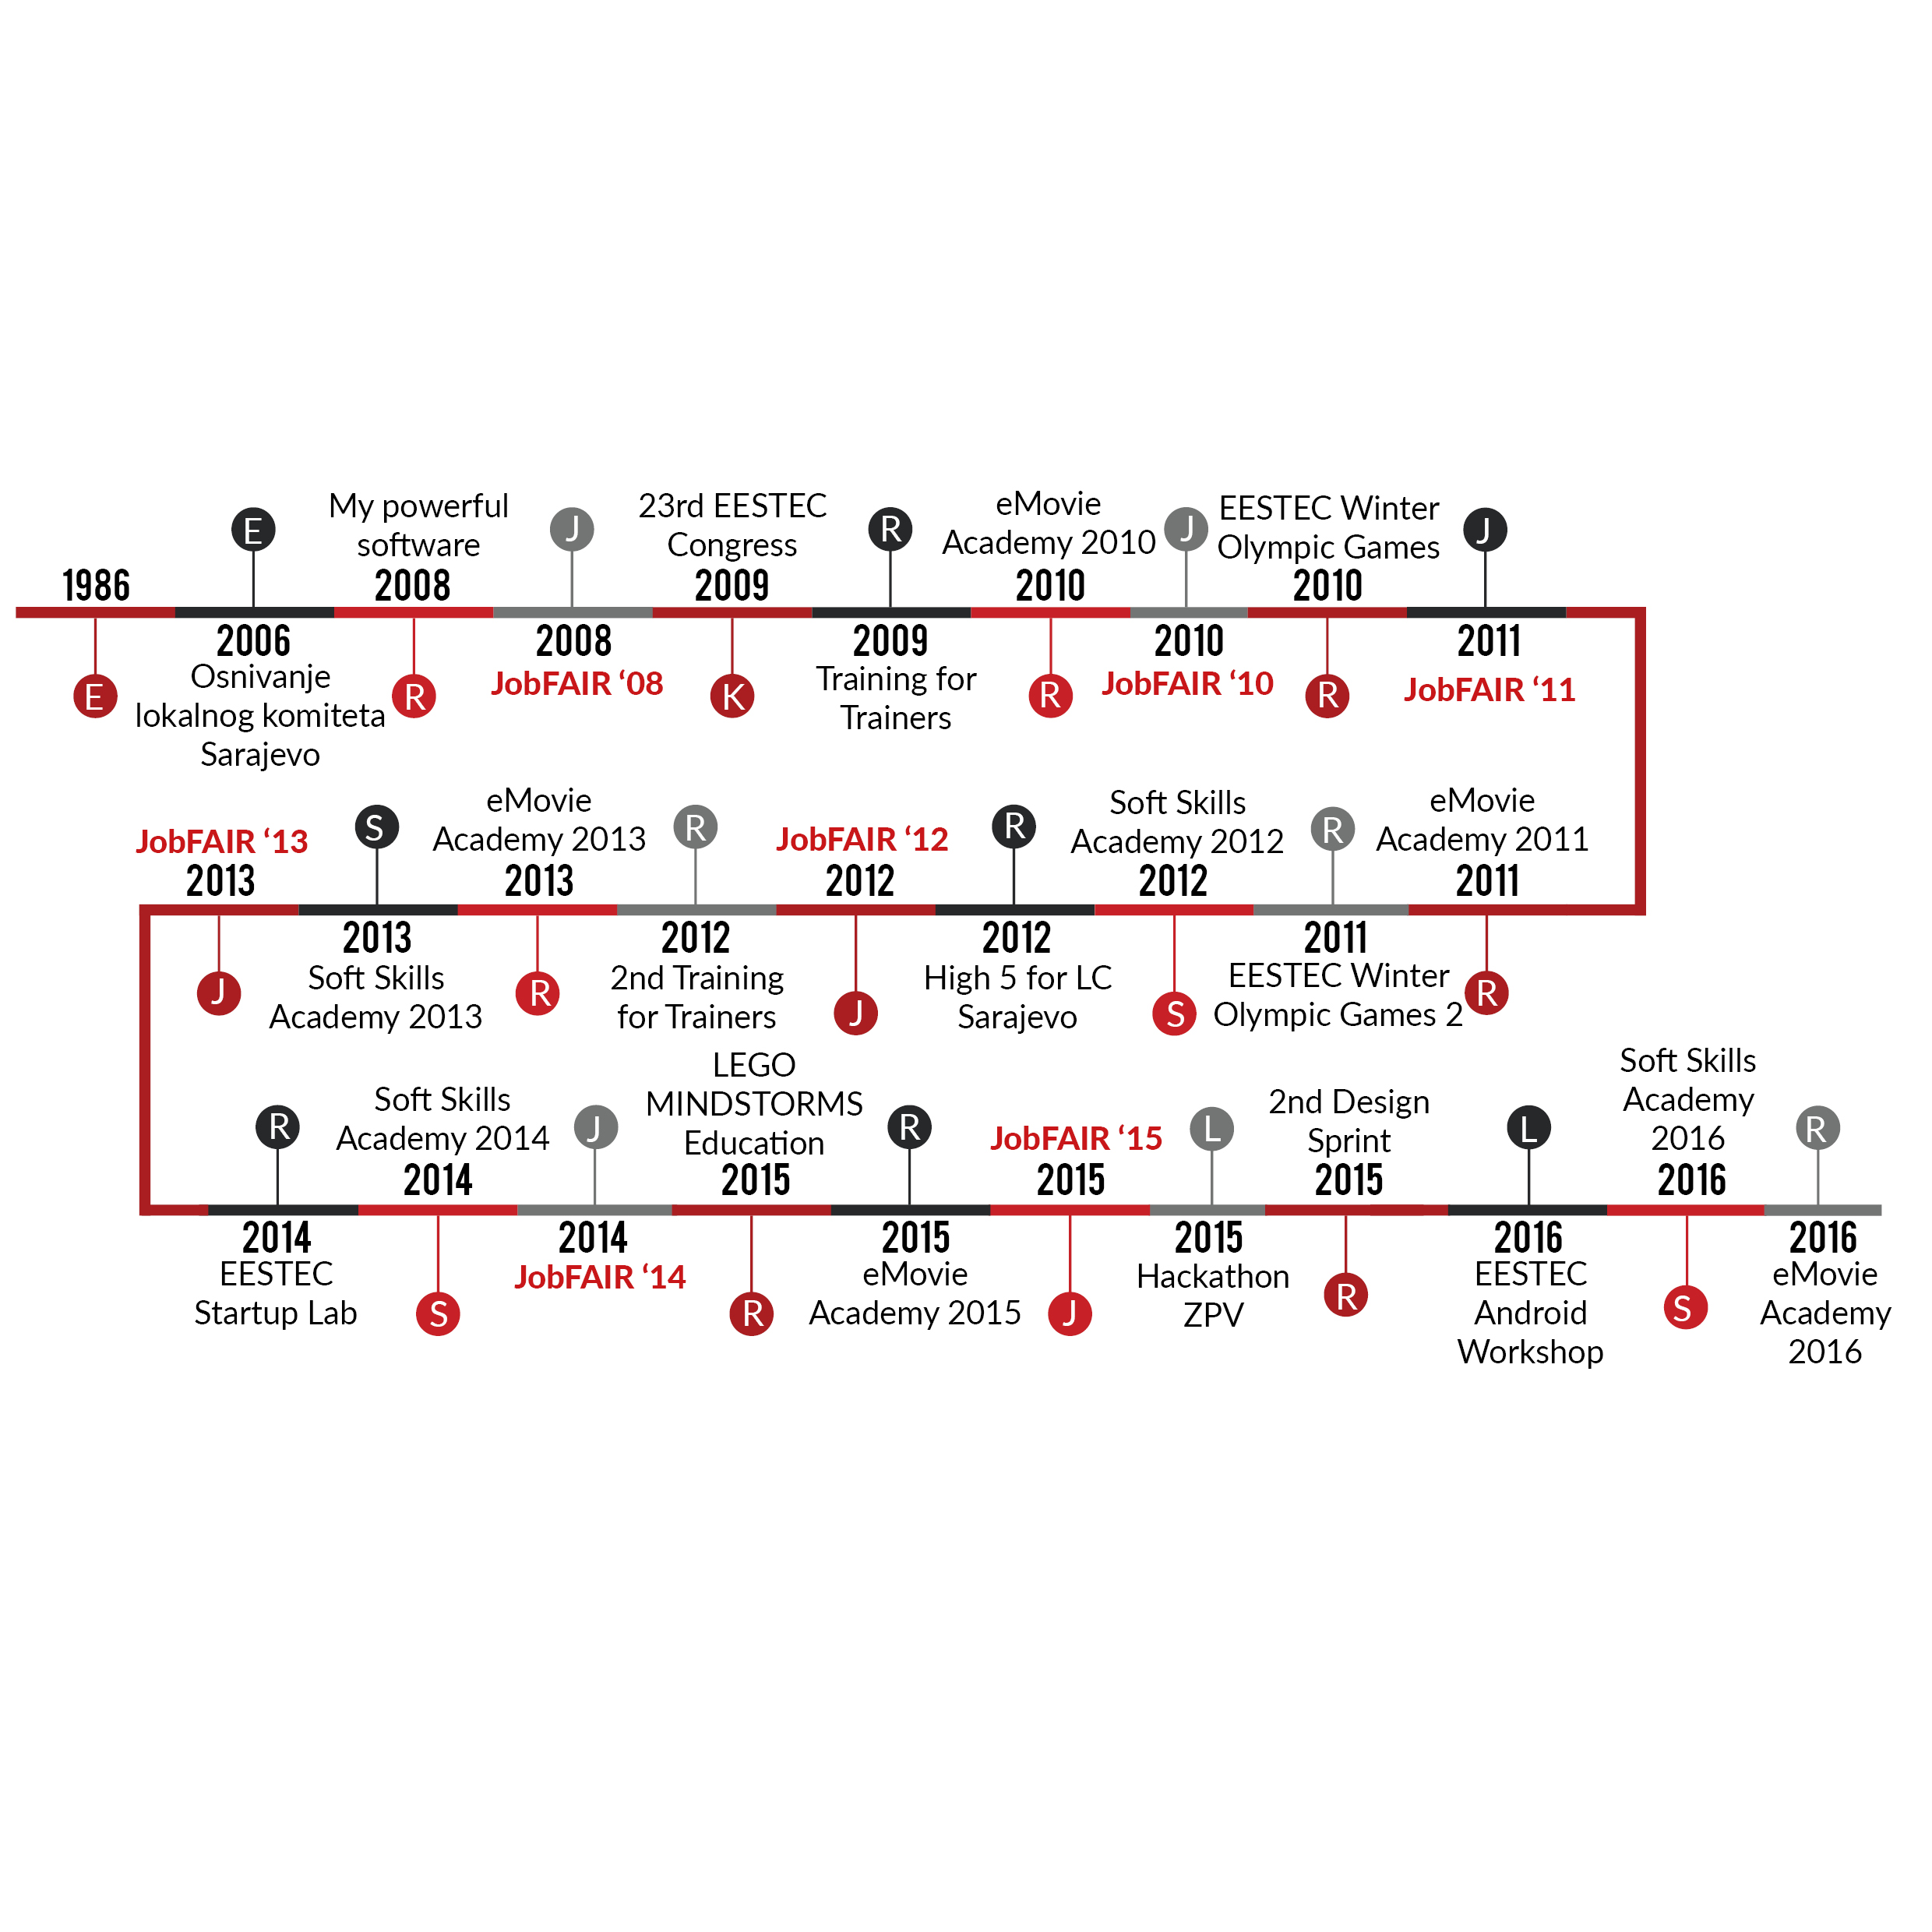 1986
E
E
2006
Osnivanje
lokalnog komiteta
Sarajevo
My powerful
software
2008
R
J
2008
JobFAIR ‘08
23rd EESTEC
Congress
2009
K
R
2009
Training for
Trainers
eMovie
Academy 2010
2010
R
J
2010
JobFAIR ‘10
EESTEC Winter
Olympic Games
2010
R
J
2011
JobFAIR ‘11
eMovie
Academy 2011
2011
R
R
2011
EESTEC Winter
Olympic Games 2
Soft Skills
Academy 2012
2012
S
R
2012
High 5 for LC
Sarajevo
JobFAIR ‘12
2012
J
R
2012
2nd Training
for Trainers
eMovie
Academy 2013
2013
R
S
2013
Soft Skills
Academy 2013
JobFAIR ‘13
2013
J
R
2014
EESTEC
Startup Lab
Soft Skills
Academy 2014
2014
S
J
2014
JobFAIR ‘14
LEGO
MINDSTORMS
Education
2015
R
R
2015
eMovie
Academy 2015
JobFAIR ‘15
2015
J
L
2015
Hackathon
ZPV
2nd Design
Sprint
2015
R
L
2016
EESTEC
Android
Workshop
Soft Skills
Academy
2016
2016
S
R
2016
eMovie
Academy
2016